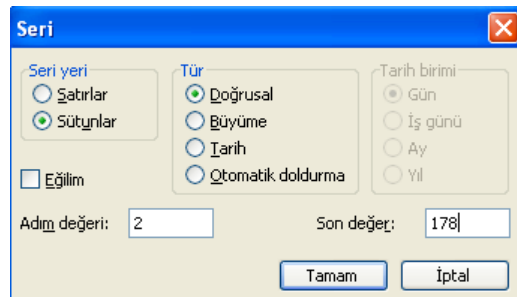 Seri
Seri yeri
Satırlar
Sütunlar
Eğilim
Tür
Doğrusal
Büyüme
Tarih
Otomatik doldurma
Tarih birimi
Gün
İş günü
Ay
Yıl
Adım değeri: 2
Son değer: 178
Tamam
İptal